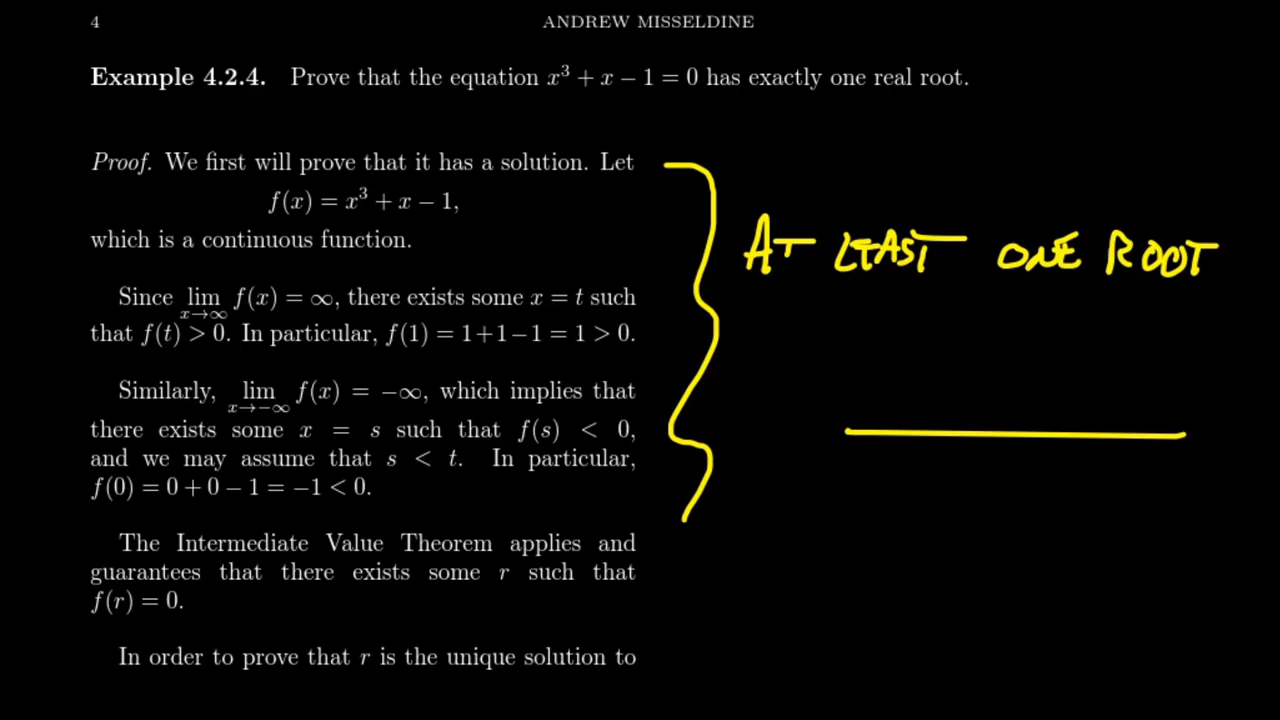 4 ANDREW MISSELDINE
Example 4.2.4. Prove that the equation x³ + x − 1 = 0 has exactly one real root.
Proof. We first will prove that it has a solution. Let
f(x) = x³ + x − 1,
which is a continuous function.
AT LEAST ONE ROOT
Since lim x→∞ f(x) = ∞, there exists some x = t such
that f(t) > 0. In particular, f(1) = 1+1−1 = 1 > 0.
Similarly, lim x→−∞ f(x) = −∞, which implies that
there exists some x = s such that f(s) < 0,
and we may assume that s < t. In particular,
f(0) = 0 + 0 − 1 = −1 < 0.
The Intermediate Value Theorem applies and
guarantees that there exists some r such that
f(r) = 0.
In order to prove that r is the unique solution to